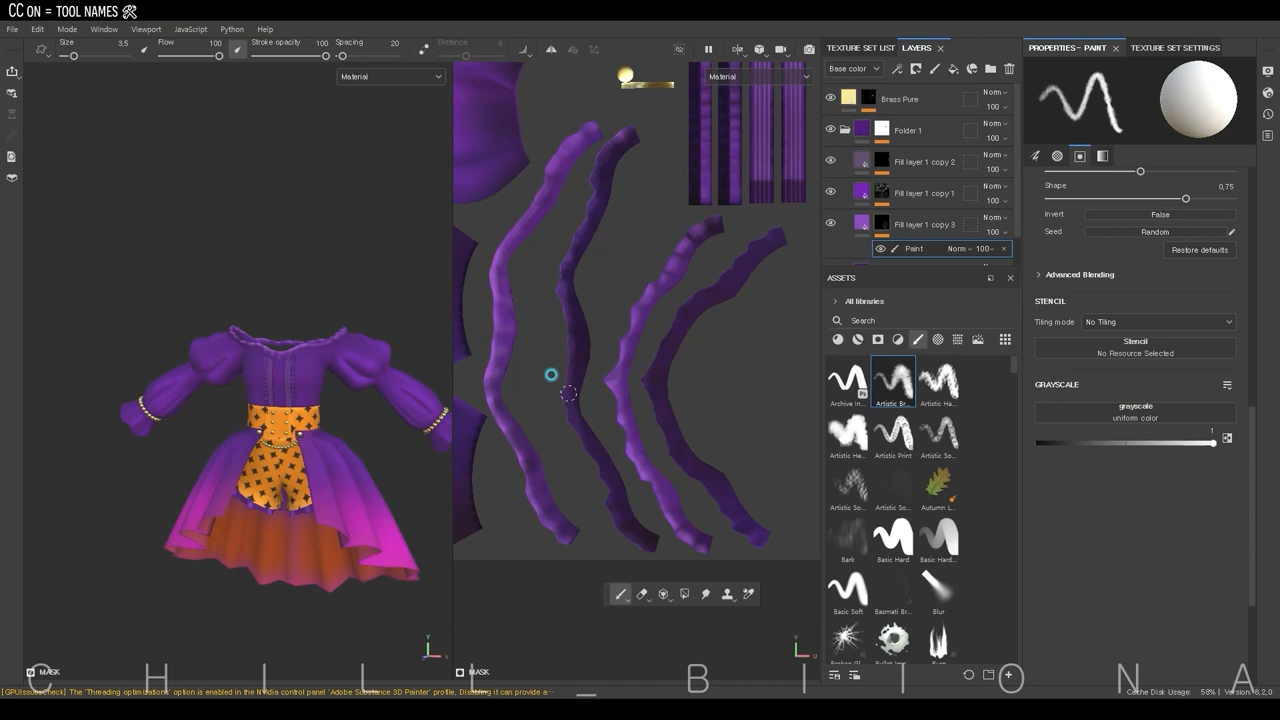 CC ON = TOOL NAMES
File Edit Mode Window Viewport JavaScript Python Help
Size 3,5 Flow 100 Stroke opacity 100 Spacing 20 Distance 8
Material
Material
TEXTURE SET LIST LAYERS
Base color
Brass Pure Norm 100
Folder 1 Norm 100
Fill layer 1 copy 2 Norm 100
Fill layer 1 copy 1 Norm 100
Fill layer 1 copy 3 Norm 100
Paint Norm 100
ASSETS
All libraries
Search
Archive In... Artistic Br... Artistic Ha...
Artistic Ha... Artistic Print Artistic So...
Artistic So... Artistic So... Autumn L...
Bark Basic Hard Basic Hard...
Basic Soft Basmati Br... Blur
PROPERTIES - PAINT TEXTURE SET SETTINGS
Shape 0,75
Invert False
Seed Random
Restore defaults
Advanced Blending
STENCIL
Tiling mode No Tiling
Stencil
No Resource Selected
GRAYSCALE
grayscale
uniform color
1
MASK
MASK
Y
V
U
C H I L L _ B I I O N A
[GPUIssueCheck] The 'Threading optimizations' option is enabled in the NVidia control panel 'Adobe Substance 3D Painter' profile, Disabling it can provide a...
Cache Disk Usage: 58% | Version: 8.2.0